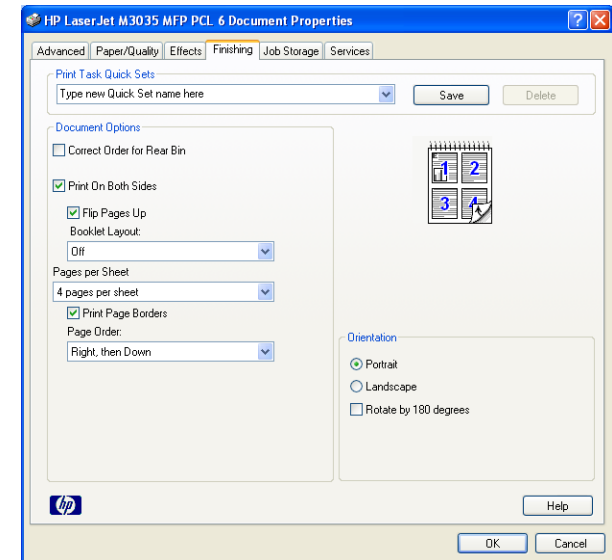 HP LaserJet M3035 MFP PCL 6 Document Properties
Advanced Paper/Quality Effects Finishing Job Storage Services
Print Task Quick Sets
Type new Quick Set name here Save Delete
Document Options
Correct Order for Rear Bin
Print On Both Sides
Flip Pages Up
Booklet Layout:
Off
Pages per Sheet
4 pages per sheet
Print Page Borders
Page Order:
Right, then Down
1 2
3 4
Orientation
Portrait
Landscape
Rotate by 180 degrees
hp
Help
OK Cancel